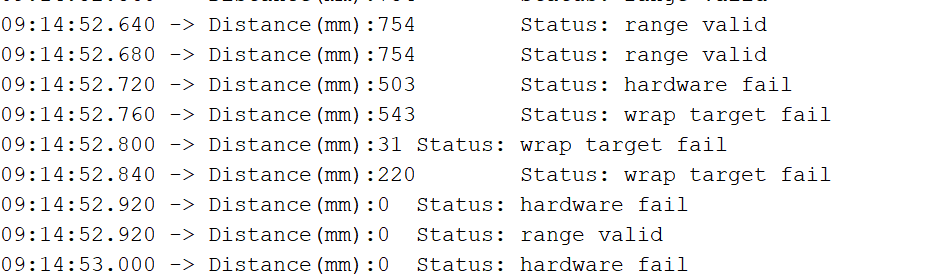 09:14:52.640 -> Distance(mm):754 Status: range valid
09:14:52.680 -> Distance(mm):754 Status: range valid
09:14:52.720 -> Distance(mm):503 Status: hardware fail
09:14:52.760 -> Distance(mm):543 Status: wrap target fail
09:14:52.800 -> Distance(mm):31 Status: wrap target fail
09:14:52.840 -> Distance(mm):220 Status: wrap target fail
09:14:52.920 -> Distance(mm):0 Status: hardware fail
09:14:52.920 -> Distance(mm):0 Status: range valid
09:14:53.000 -> Distance(mm):0 Status: hardware fail